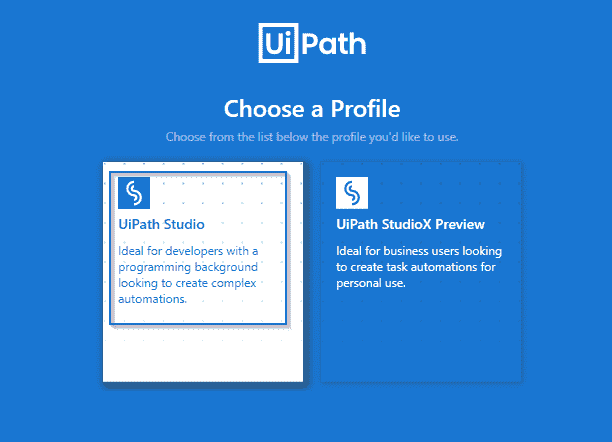 UiPath
Choose a Profile
Choose from the list below the profile you'd like to use.
UiPath Studio
Ideal for developers with a
programming background
looking to create complex
automations.
UiPath StudioX Preview
Ideal for business users looking
to create task automations for
personal use.